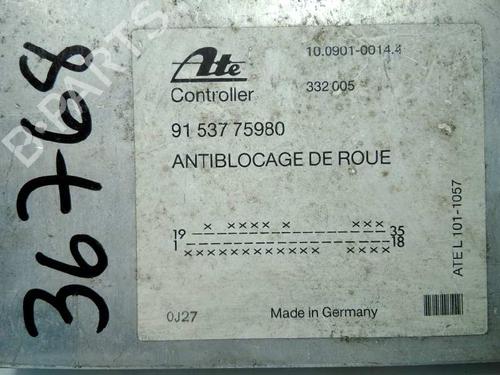 36768
B-PARTS
Ate
10.0901-0014.4
Controller
332 005
91 537 75980
ANTIBLOCAGE DE ROUE
19 35
1 18
ATE L 101-1057
0J27
Made in Germany